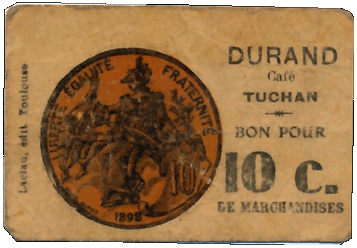 Laclau, édit. Toulouse
LIBERTÉ ÉGALITÉ FRATERNITÉ
10
1898
DURAND
Café
TUCHAN
BON POUR
10 C.
DE MARCHANDISES